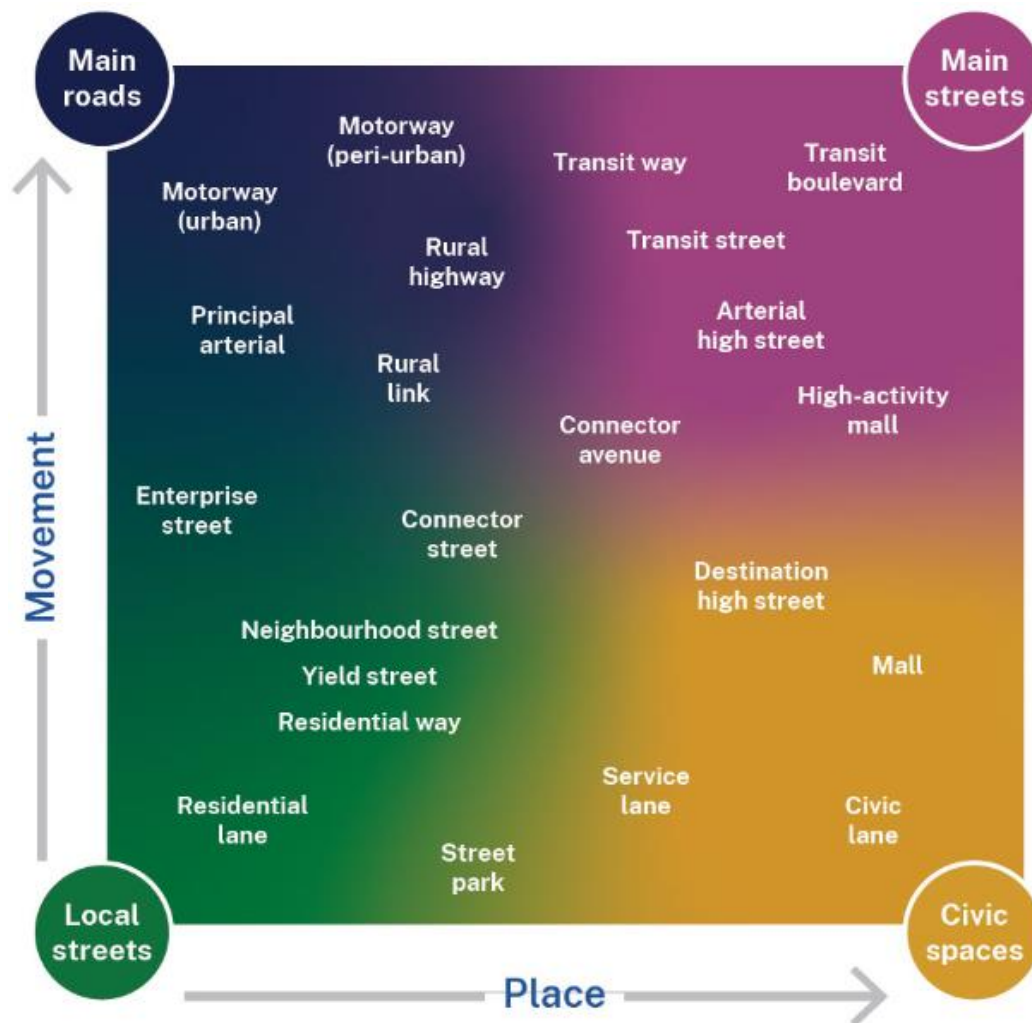 Main
roads
Main
streets
Motorway
(peri-urban)
Transit way
Transit
boulevard
Motorway
(urban)
Rural
highway
Transit street
Principal
arterial
Arterial
high street
Rural
link
High-activity
mall
Connector
avenue
Enterprise
street
Connector
street
Destination
high street
Neighbourhood street
Yield street
Mall
Residential way
Service
lane
Residential
lane
Civic
lane
Street
park
Movement
Local
streets
Civic
spaces
Place